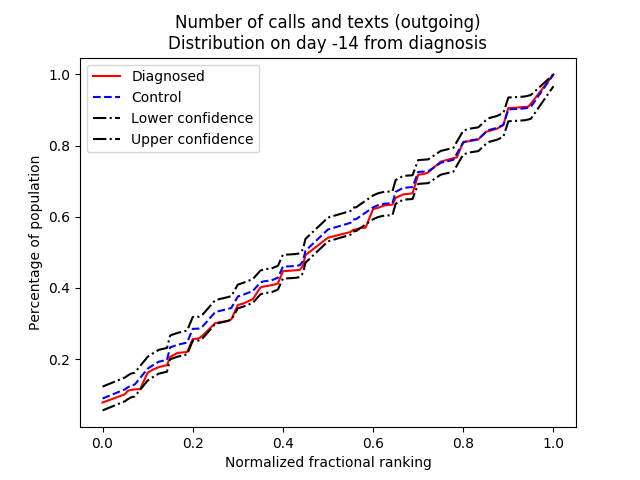 Number of calls and texts (outgoing)
Distribution on day -14 from diagnosis
Diagnosed
Control
Lower confidence
Upper confidence
Percentage of population
1.0
0.8
0.6
0.4
0.2
0.0 0.2 0.4 0.6 0.8 1.0
Normalized fractional ranking